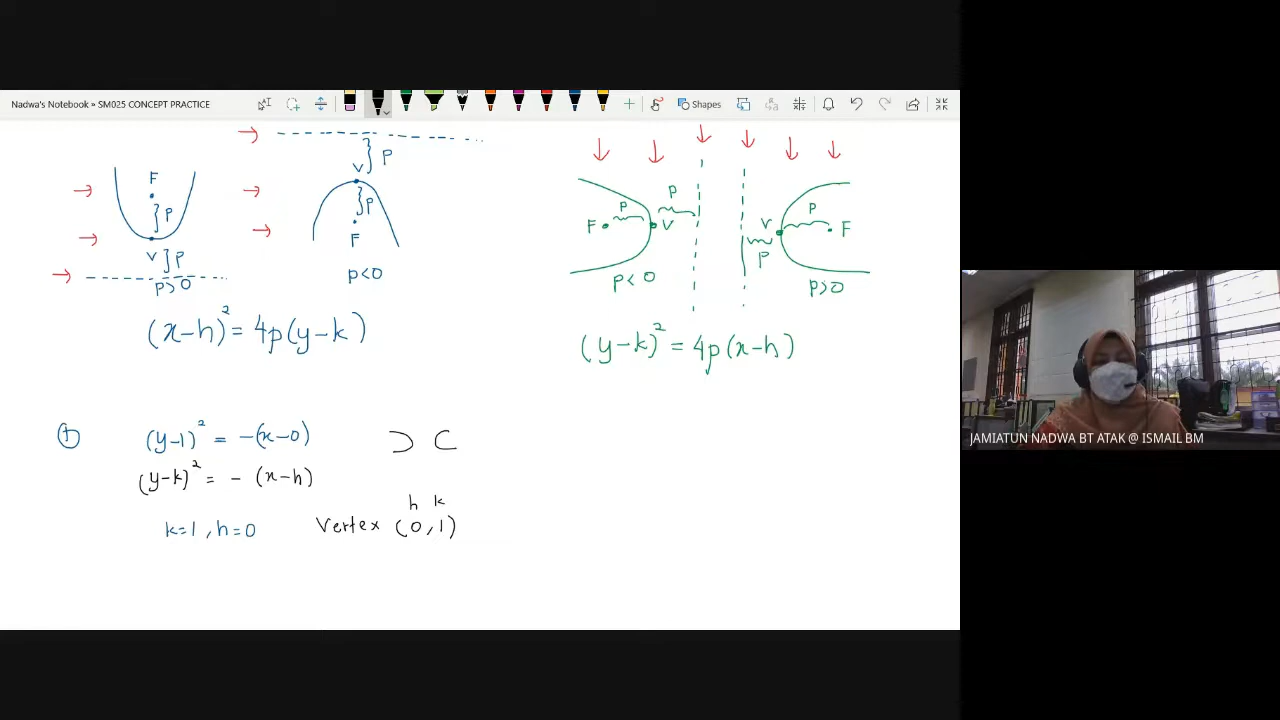 Nadwa's Notebook » SM025 CONCEPT PRACTICE
Shapes
F
p
V
p
p>0
p
V
p
F
p<0
(x-h)² = 4p(y-k)
F
p
V
p
p<0
V
p
p
F
p>0
(y-k)² = 4p(x-h)
(y-1)² = -(x-0)
(y-k)² = - (x-h)
h k
k=1, h=0
Vertex (0,1)
JAMIATUN NADWA BT ATAK @ ISMAIL BM